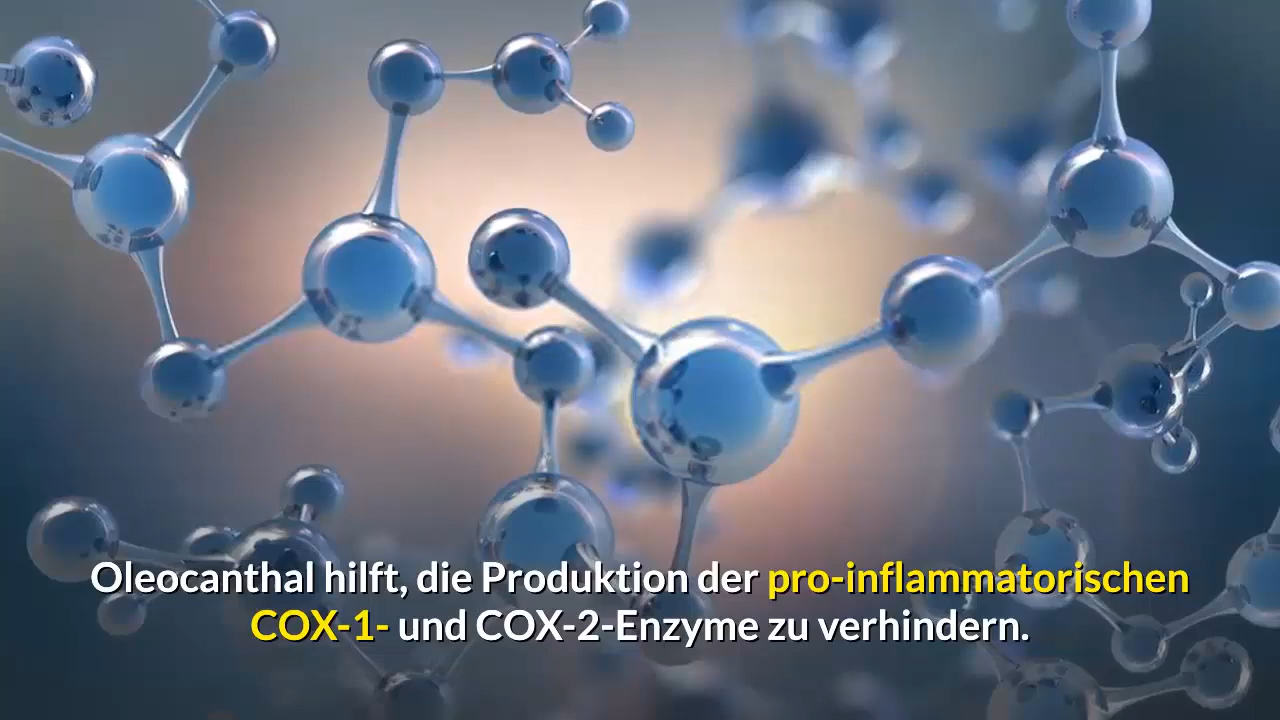 Oleocanthal hilft, die Produktion der pro-inflammatorischen
COX-1- und COX-2-Enzyme zu verhindern.